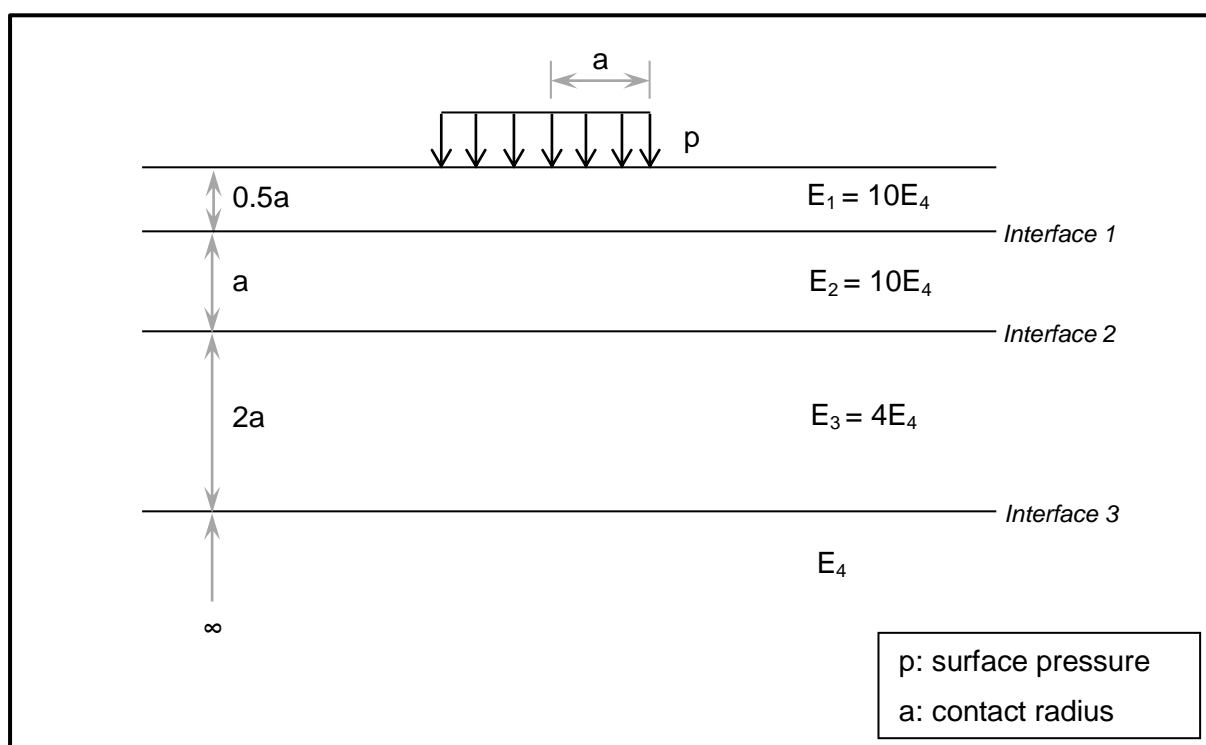 a
p
0.5a
E₁ = 10E₄
Interface 1
a
E₂ = 10E₄
Interface 2
2a
E₃ = 4E₄
Interface 3
E₄
∞
p: surface pressure
a: contact radius